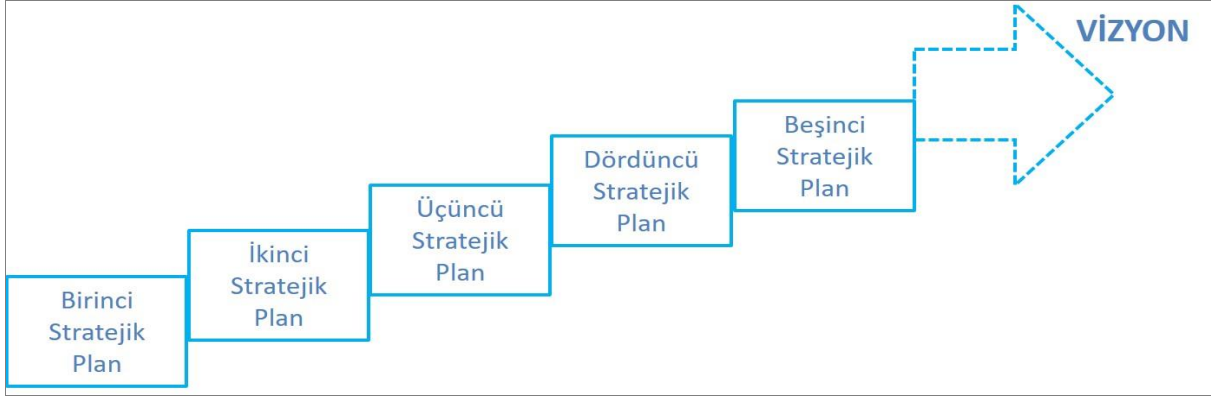 Birinci
Stratejik
Plan
İkinci
Stratejik
Plan
Üçüncü
Stratejik
Plan
Dördüncü
Stratejik
Plan
Beşinci
Stratejik
Plan
VİZYON